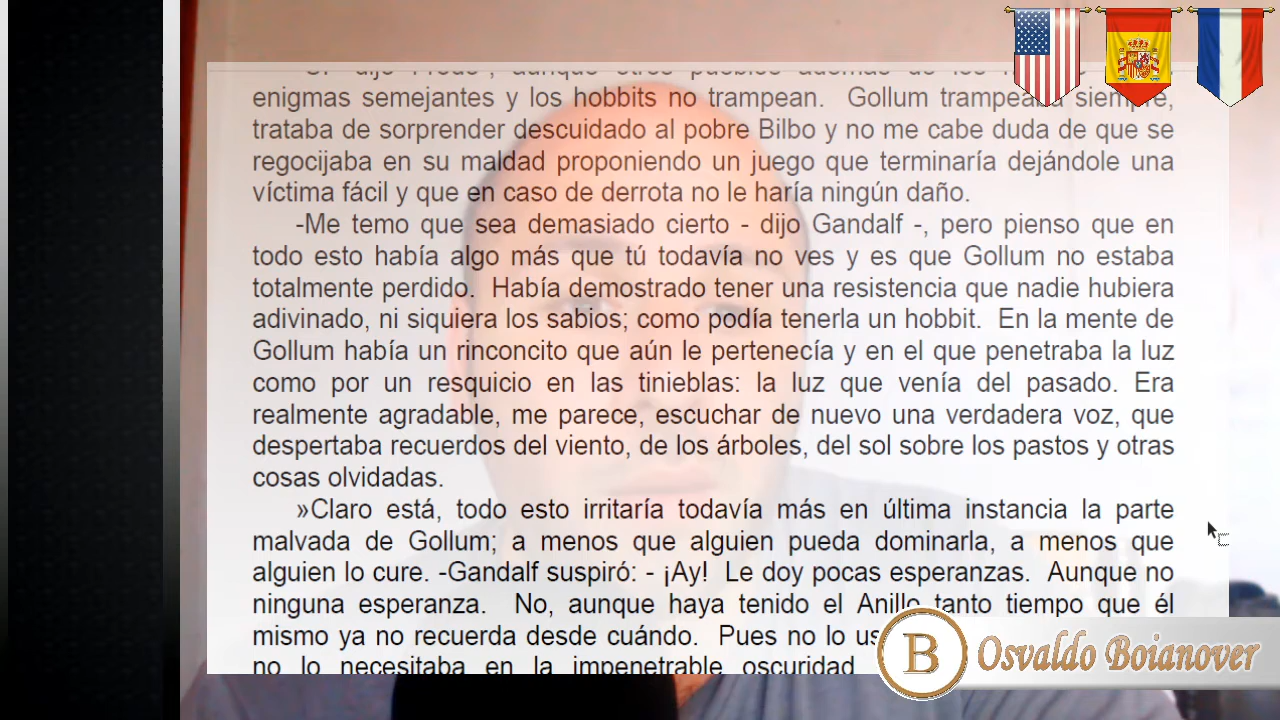 enigmas semejantes y los hobbits no trampean. Gollum trampeaba siempre,
trataba de sorprender descuidado al pobre Bilbo y no me cabe duda de que se
regocijaba en su maldad proponiendo un juego que terminaría dejándole una
víctima fácil y que en caso de derrota no le haría ningún daño.
-Me temo que sea demasiado cierto - dijo Gandalf -, pero pienso que en
todo esto había algo más que tú todavía no ves y es que Gollum no estaba
totalmente perdido. Había demostrado tener una resistencia que nadie hubiera
adivinado, ni siquiera los sabios; como podía tenerla un hobbit. En la mente de
Gollum había un rinconcito que aún le pertenecía y en el que penetraba la luz
como por un resquicio en las tinieblas: la luz que venía del pasado. Era
realmente agradable, me parece, escuchar de nuevo una verdadera voz, que
despertaba recuerdos del viento, de los árboles, del sol sobre los pastos y otras
cosas olvidadas.
»Claro está, todo esto irritaría todavía más en última instancia la parte
malvada de Gollum; a menos que alguien pueda dominarla, a menos que
alguien lo cure. -Gandalf suspiró: - ¡Ay! Le doy pocas esperanzas. Aunque no
ninguna esperanza. No, aunque haya tenido el Anillo tanto tiempo que él
mismo ya no recuerda desde cuándo. Pues no lo
no lo necesitaba en la impenetrable oscuridad
B Osvaldo Boianover